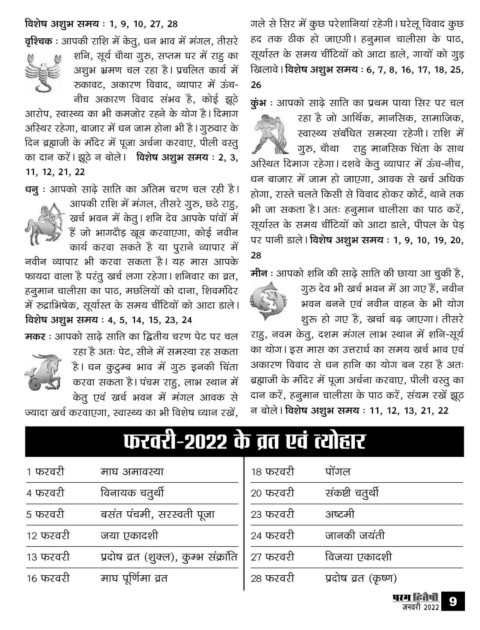 विशेष अशुभ समय : 1, 9, 10, 27, 28
वृश्चिक : आपकी राशि में केतु, धन भाव में मंगल, तीसरे
शनि, सूर्य चौथा गुरु, सप्तम घर में राहु का
अशुभ भ्रमण चल रहा है। प्रचलित कार्य में
रुकावट, अकारण विवाद, व्यापार में ऊंच-
नीच अकारण विवाद संभव है, कोई झूठे
आरोप, स्वास्थ्य का भी कमजोर रहने के योग है। दिमाग
अस्थिर रहेगा, बाजार में धन जाम होना भी है। गुरुवार के
दिन ब्रह्माजी के मंदिर में पूजा अर्चना करवाए, पीली वस्तु
का दान करें। झूठे न बोले। विशेष अशुभ समय : 2, 3,
11, 12, 21, 22
धनु : आपको साढ़े साति का अंतिम चरण चल रही है।
आपकी राशि में मंगल, तीसरे गुरु, छठे राहु,
खर्च भवन में केतु। शनि देव आपके पांवों में
हैं जो भागदौड़ खूब करवाएगा, कोई नवीन
कार्य करवा सकते है या पुराने व्यापार में
नवीन व्यापार भी करवा सकता है। यह मास आपके
फायदा वाला है परंतु खर्च लगा रहेगा। शनिवार का व्रत,
हनुमान चालीसा का पाठ, मछलियों को दाना, शिवमंदिर
में रुद्राभिषेक, सूर्यास्त के समय चींटियों को आटा डाले।
विशेष अशुभ समय : 4, 5, 14, 15, 23, 24
मकर : आपको साढ़े साति का द्वितीय चरण पेट पर चल
रहा है अतः पेट, सीने में समस्या रह सकता
है। धन कुटुम्ब भाव में गुरु इनकी चिंता
करवा सकता है। पंचम राहु, लाभ स्थान में
केतु एवं खर्च भवन में मंगल आवक से
ज्यादा खर्च करवाएगा, स्वास्थ्य का भी विशेष ध्यान रखें,
गले से सिर में कुछ परेशानियां रहेगी। घरेलू विवाद कुछ
हद तक ठीक हो जाएगी। हनुमान चालीसा के पाठ,
सूर्यास्त के समय चींटियों को आटा डाले, गायों को गुड़
खिलावे। विशेष अशुभ समय : 6, 7, 8, 16, 17, 18, 25,
26
कुंभ : आपको साढ़े साति का प्रथम पाया सिर पर चल
रहा है जो आर्थिक, मानसिक, सामाजिक,
स्वास्थ्य संबंधित समस्या रहेगी। राशि में
गुरु, चौथा राहु मानसिक चिंता के साथ
अस्थित दिमाग रहेगा। दशवे केतु व्यापार में ऊंच-नीच,
धन बाजार में जाम हो जाएगा, आवक से खर्च अधिक
होगा, रास्ते चलते किसी से विवाद होकर कोर्ट, थाने तक
भी जा सकता है। अतः हनुमान चालीसा का पाठ करें,
सूर्यास्त के समय चींटियों को आटा डाले, पीपल के पेड़
पर पानी डाले। विशेष अशुभ समय : 1, 9, 10, 19, 20,
28
मीन : आपको शनि की साढ़े साति की छाया आ चुकी है,
गुरु देव भी खर्च भवन में आ गए हैं, नवीन
भवन बनने एवं नवीन वाहन के भी योग
शुरू हो गए है, खर्चा बढ़ जाएगा। तीसरे
राहु, नवम केतु, दशम मंगल लाभ स्थान में शनि-सूर्य
का योग है। इस मास का उत्तरार्ध का समय खर्च भाव एवं
अकारण विवाद से धन हानि का योग बन रहा है अतः
ब्रह्माजी के मंदिर में पूजा अर्चना करवाए, पीली वस्तु का
दान करें, हनुमान चालीसा के पाठ करें, संयम रखें झूठ
न बोले। विशेष अशुभ समय : 11, 12, 13, 21, 22
फरवरी-2022 के व्रत एवं त्योहार
1 फरवरी माघ अमावस्या
4 फरवरी विनायक चतुर्थी
5 फरवरी बसंत पंचमी, सरस्वती पूजा
12 फरवरी जया एकादशी
13 फरवरी प्रदोष व्रत (शुक्ल), कुम्भ संक्रांति
16 फरवरी माघ पूर्णिमा व्रत
18 फरवरी पोंगल
20 फरवरी संकष्टी चतुर्थी
23 फरवरी अष्टमी
24 फरवरी जानकी जयंती
27 फरवरी विजया एकादशी
28 फरवरी प्रदोष व्रत (कृष्ण)
परम हितैषी
जनवरी 2022 9